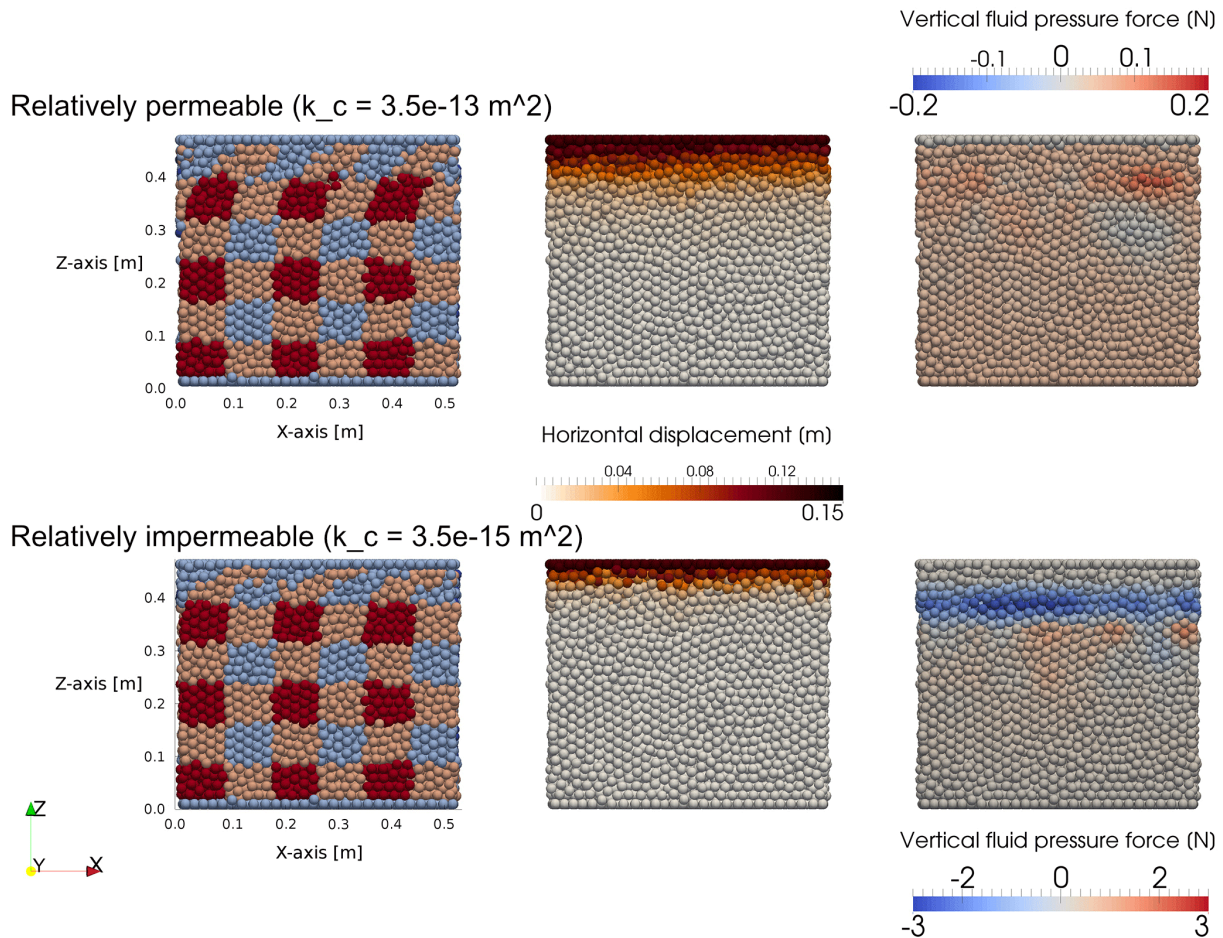 Vertical fluid pressure force (N)
-0.1 0 0.1
-0.2 0.2
Relatively permeable (k_c = 3.5e-13 m^2)
0.4
0.3
Z-axis [m]
0.2
0.1
0.0
0.0 0.1 0.2 0.3 0.4 0.5
X-axis [m]
Horizontal displacement (m)
0.04 0.08 0.12
0 0.15
Relatively impermeable (k_c = 3.5e-15 m^2)
0.4
0.3
Z-axis [m]
0.2
0.1
0.0
0.0 0.1 0.2 0.3 0.4 0.5
X-axis [m]
Z
Y X
Vertical fluid pressure force (N)
-2 0 2
-3 3